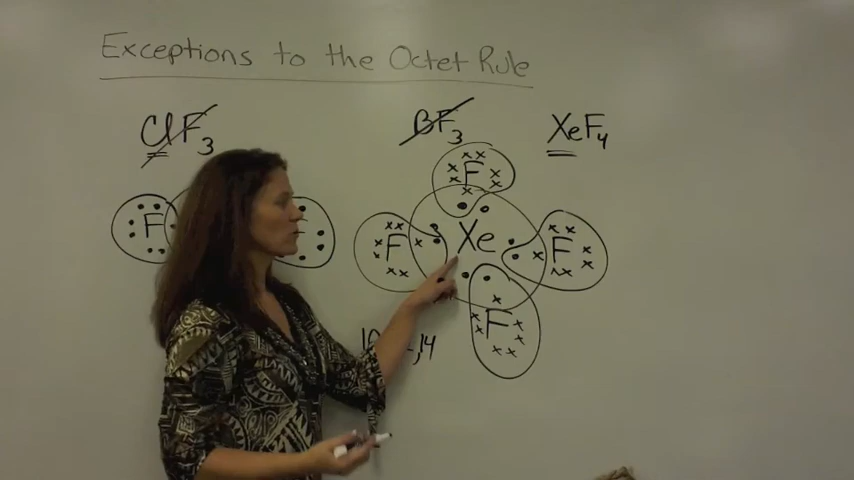 Exceptions to the Octet Rule
ClF3 BF3 XeF4
F
F Xe F
F
F
,14